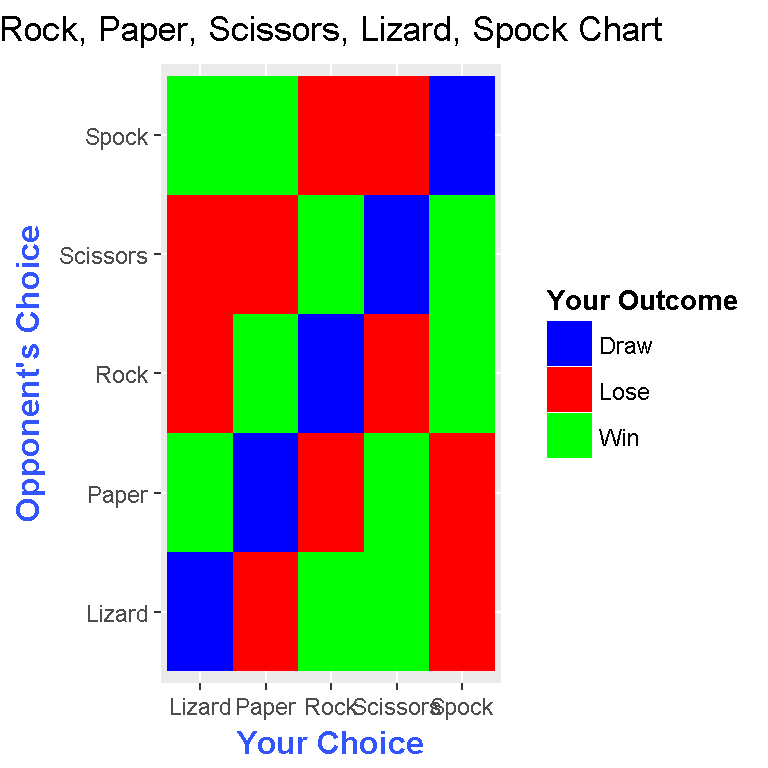 Rock, Paper, Scissors, Lizard, Spock Chart
Opponent's Choice
Spock
Scissors
Rock
Paper
Lizard
Lizard Paper Rock Scissors Spock
Your Choice
Your Outcome
Draw
Lose
Win